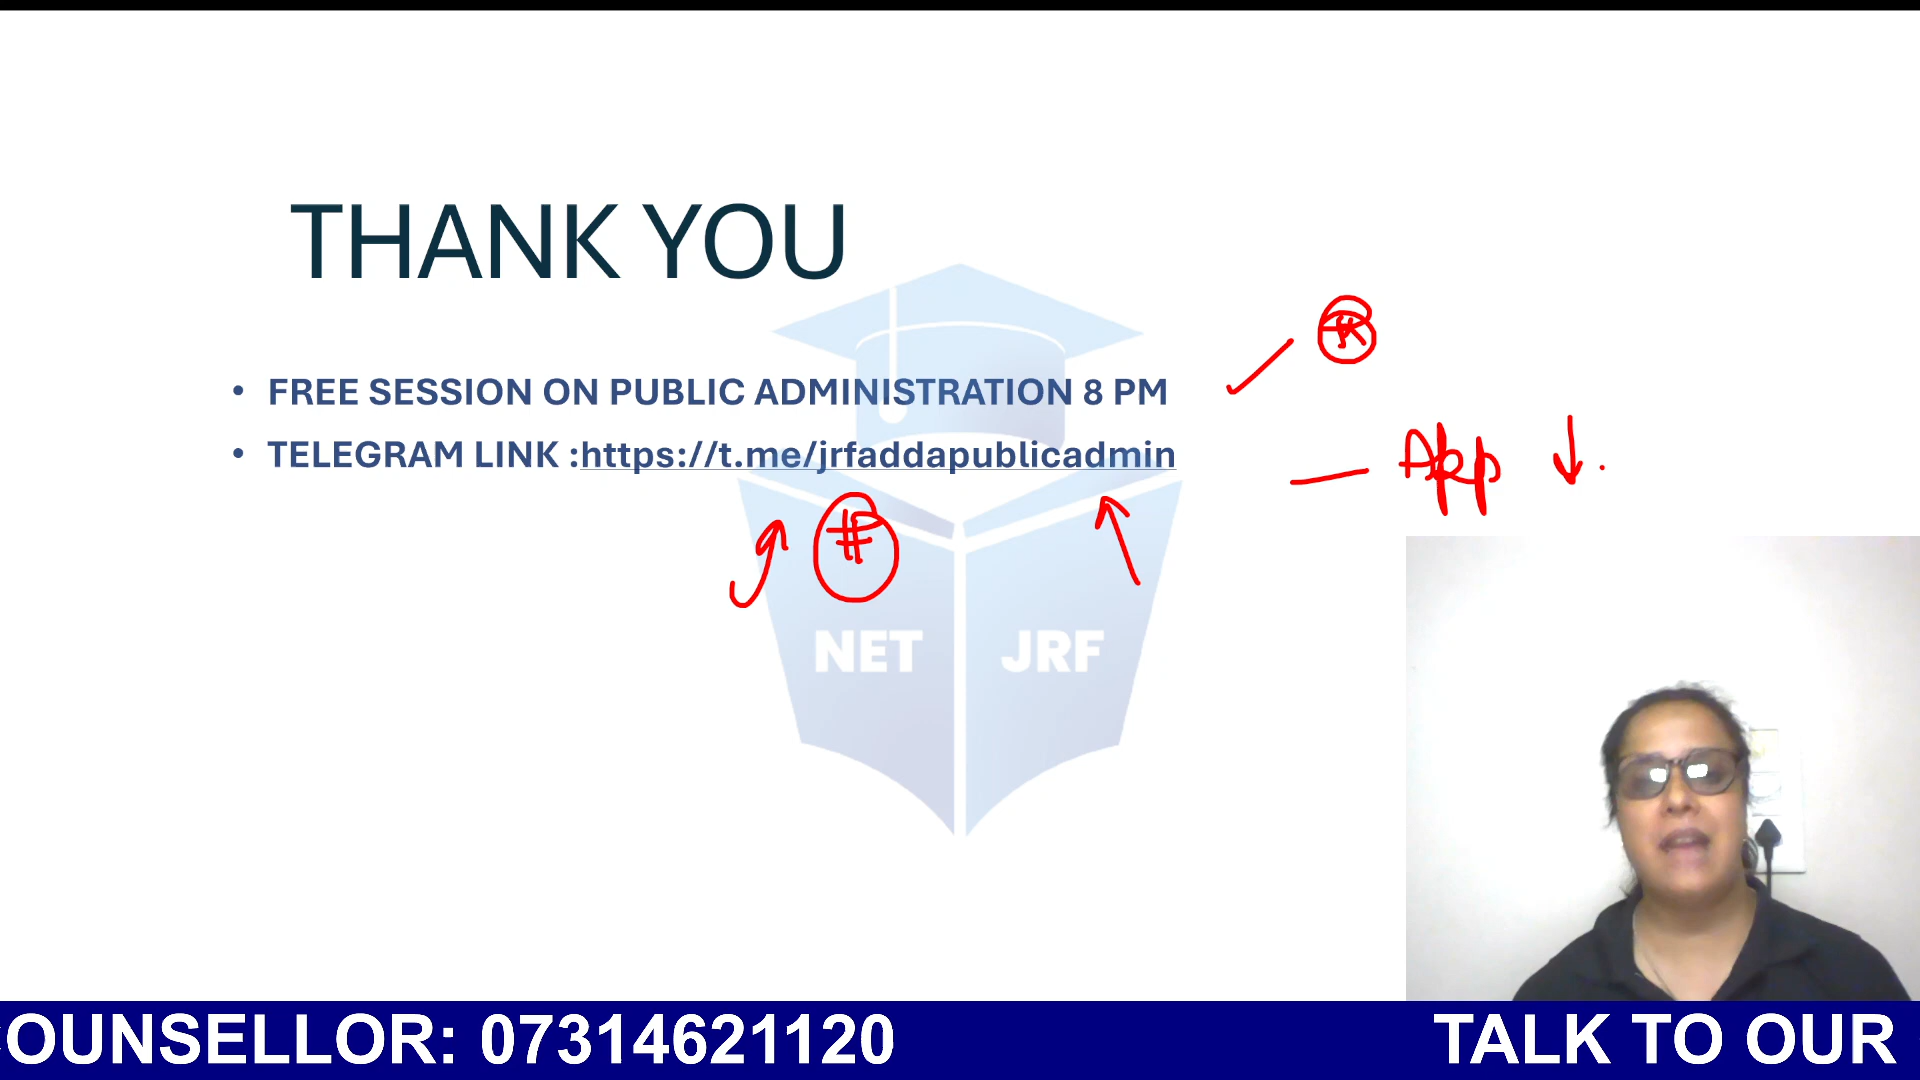 THANK YOU
• FREE SESSION ON PUBLIC ADMINISTRATION 8 PM
• TELEGRAM LINK :https://t.me/jrfaddapublicadmin
App ↓
#
NET JRF
OUNSELLOR: 07314621120 TALK TO OUR